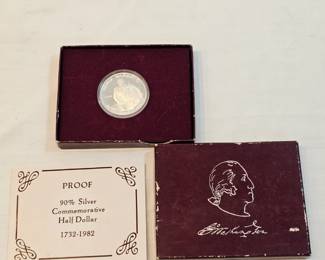 PROOF
90% Silver
Commemorative
Half Dollar
1732-1982